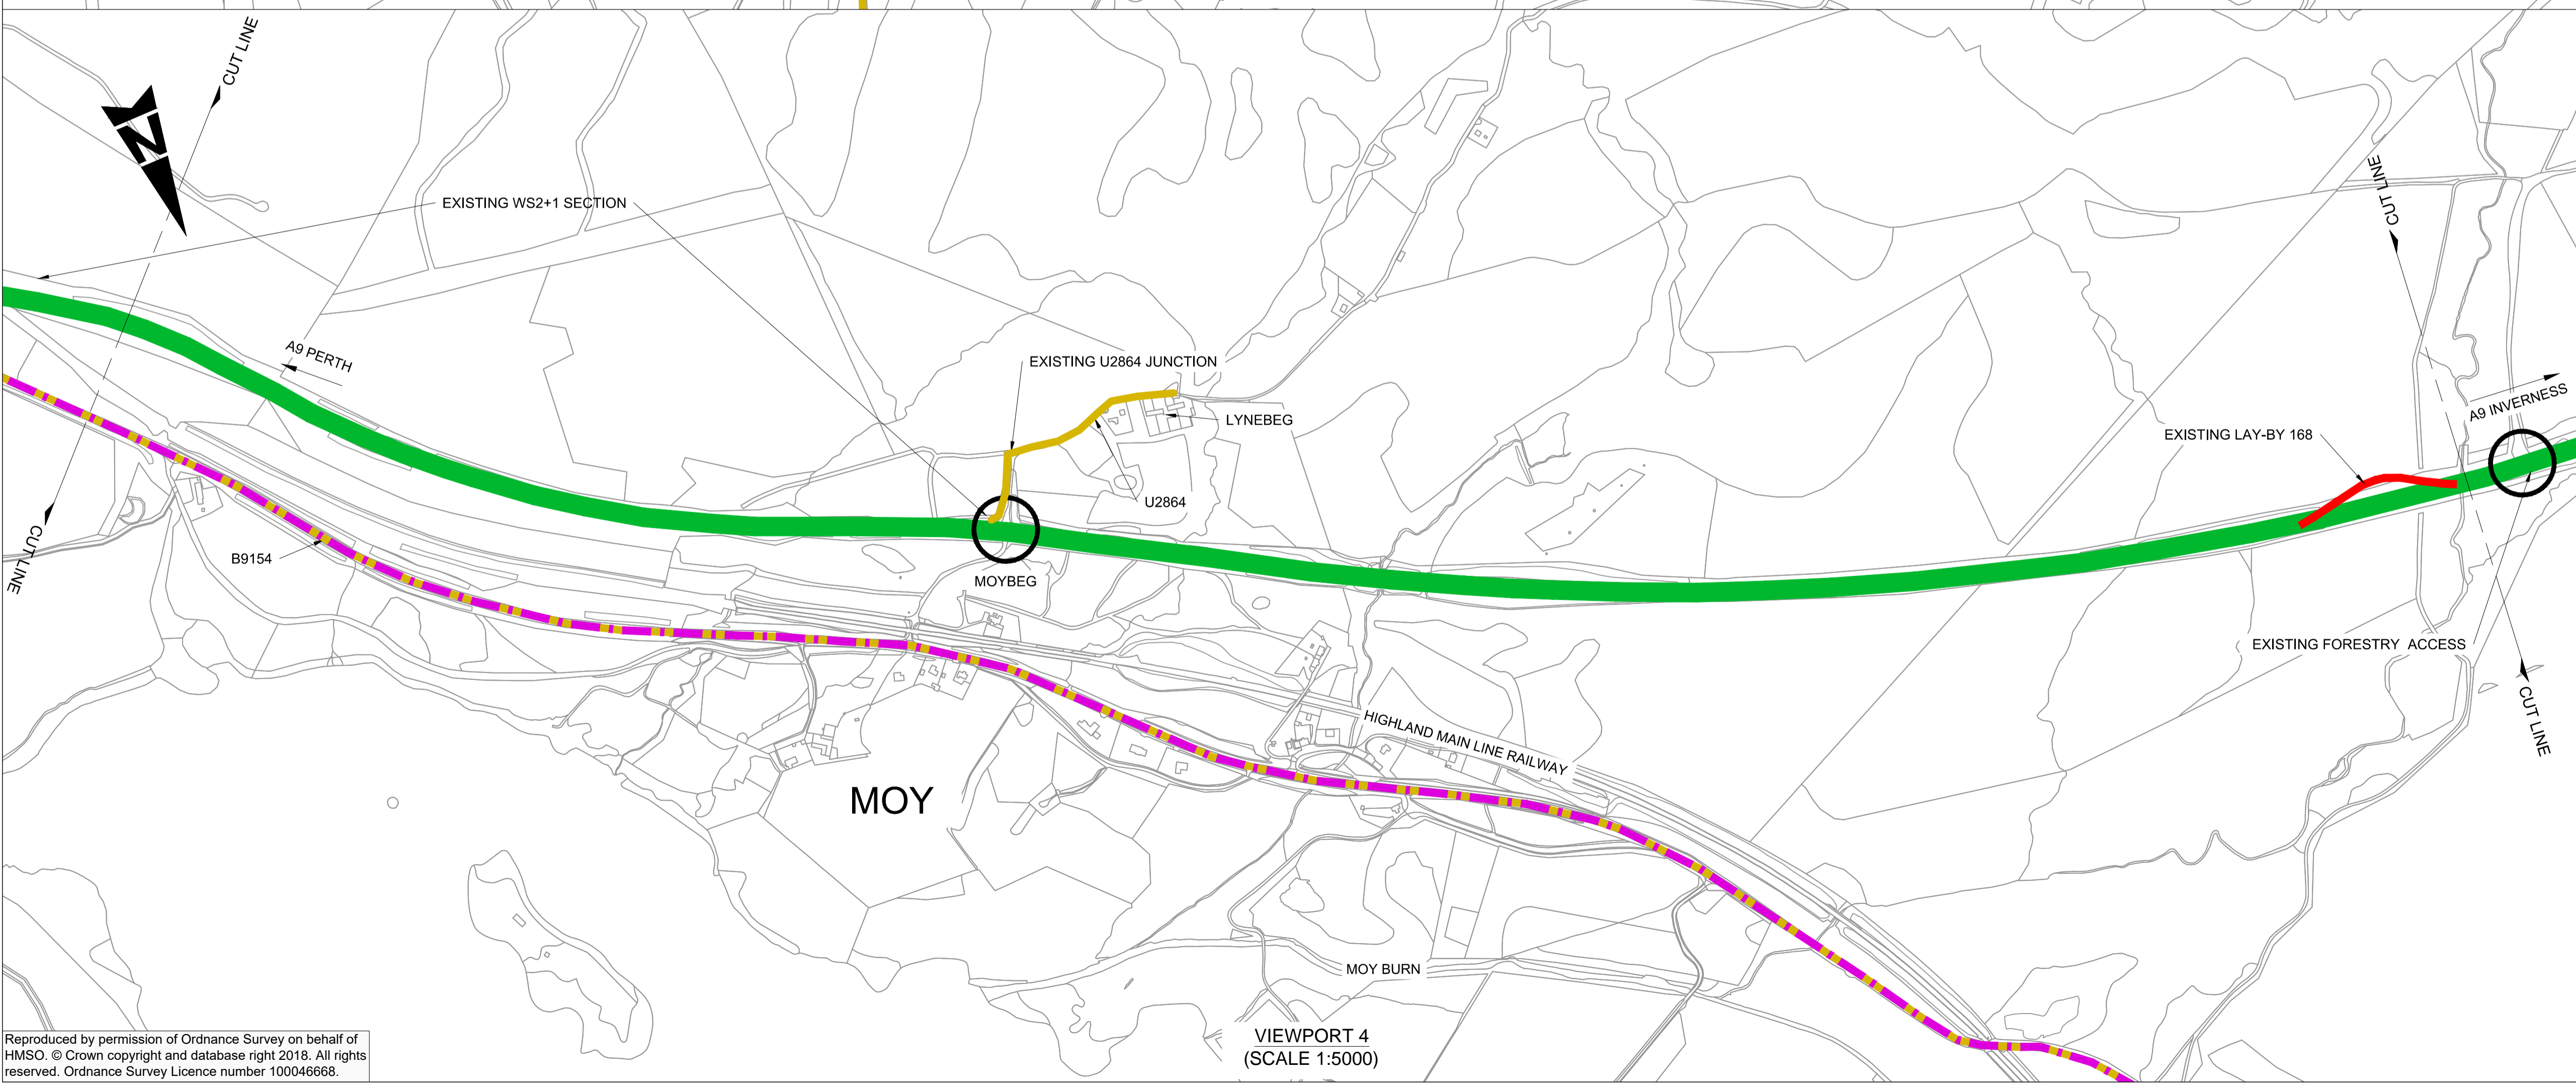 CUT LINE
N
EXISTING WS2+1 SECTION
CUT LINE
A9 PERTH
EXISTING U2864 JUNCTION
LYNEBEG
A9 INVERNESS
EXISTING LAY-BY 168
U2864
CUT LINE
B9154
MOYBEG
EXISTING FORESTRY ACCESS
CUT LINE
HIGHLAND MAIN LINE RAILWAY
MOY
MOY BURN
VIEWPORT 4
(SCALE 1:5000)
Reproduced by permission of Ordnance Survey on behalf of
HMSO. © Crown copyright and database right 2018. All rights
reserved. Ordnance Survey Licence number 100046668.